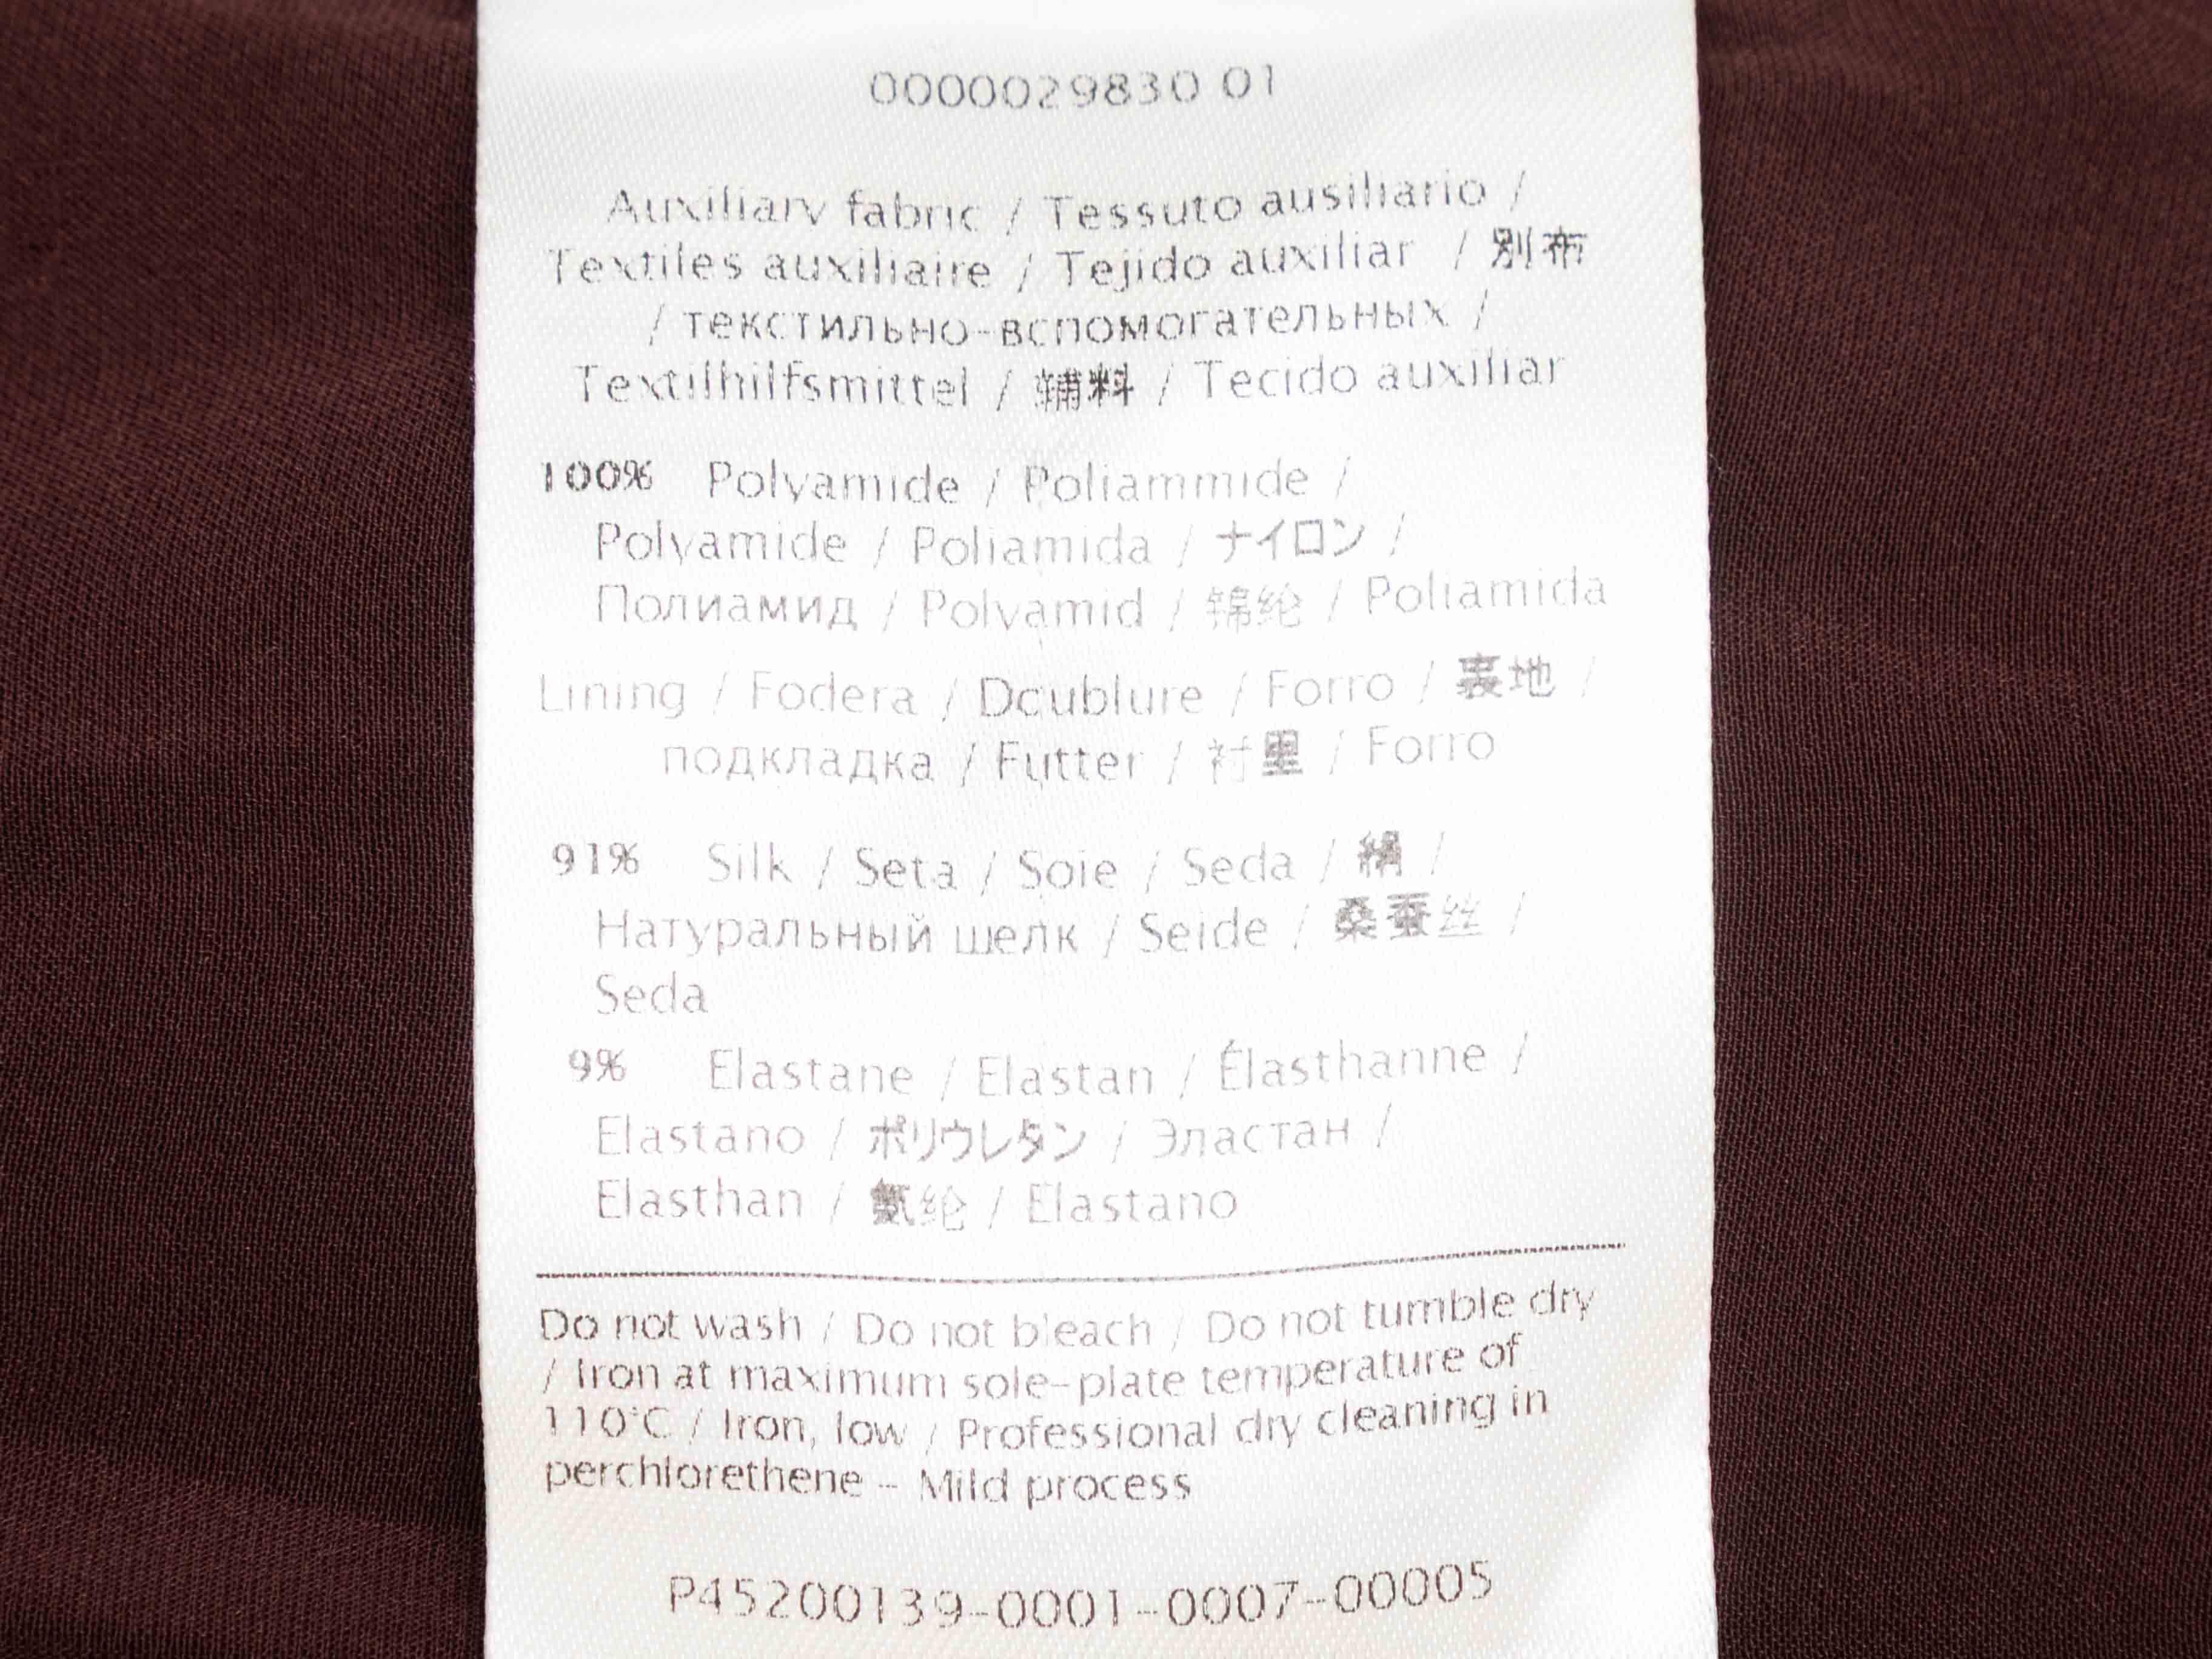 0000029830 01
Auxiliary fabric / Tessuto ausiliario /
Textiles auxiliaire / Tejido auxiliar / 別布
/ текстильно-вспомогательных /
Textilhilfsmittel / 辅料 / Tecido auxiliar
100% Polyamide / Poliammide /
Polyamide / Poliamida / ナイロン /
Полиамид / Polyamid / 锦纶 / Poliamida
Lining / Fodera / Doublure / Forro / 裏地 /
подкладка / Futter / 衬里 / Forro
91% Silk / Seta / Soie / Seda / 絹 /
Натуральный шелк / Seide / 桑蚕丝 /
Seda
9% Elastane / Elastan / Élasthanne /
Elastano / ポリウレタン / Эластан /
Elasthan / 氨纶 / Elastano
Do not wash / Do not bleach / Do not tumble dry
/ Iron at maximum sole-plate temperature of
110°C / Iron, low / Professional dry cleaning in
perchlorethene - Mild process
P45200139-0001-0007-00005